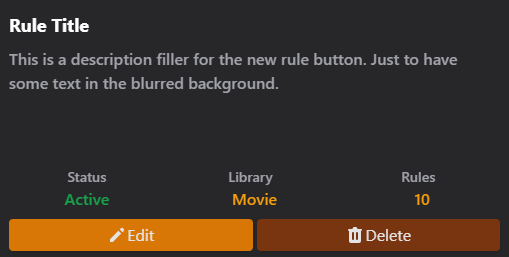 Rule Title
This is a description filler for the new rule button. Just to have
some text in the blurred background.
Status Library Rules
Active Movie 10
Edit Delete